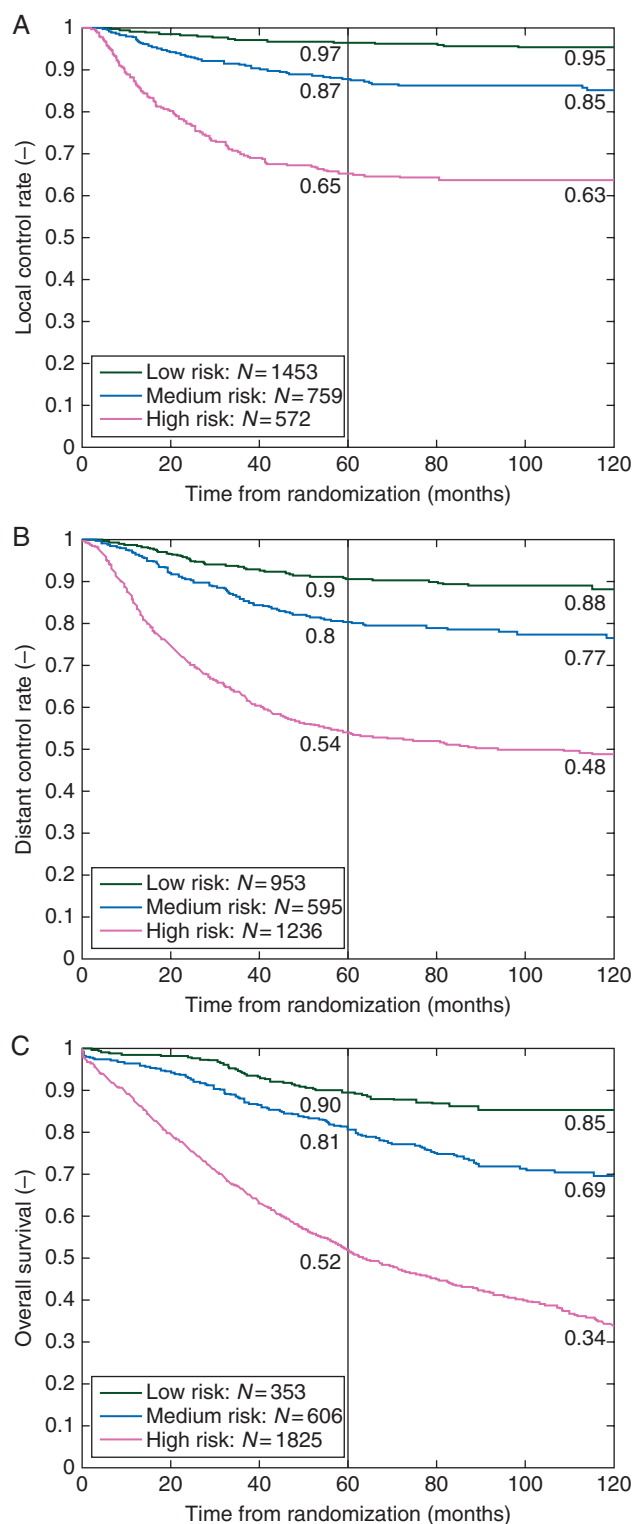 A
1
0.9
0.8
0.7
0.6
0.5
0.4
0.3
0.2
0.1
0
Local control rate (–)
0.97
0.95
0.87
0.85
0.65
0.63
Low risk: N=1453
Medium risk: N=759
High risk: N=572
0 20 40 60 80 100 120
Time from randomization (months)
B
1
0.9
0.8
0.7
0.6
0.5
0.4
0.3
0.2
0.1
0
Distant control rate (–)
0.9
0.88
0.8
0.77
0.54
0.48
Low risk: N=953
Medium risk: N=595
High risk: N=1236
0 20 40 60 80 100 120
Time from randomization (months)
C
1
0.9
0.8
0.7
0.6
0.5
0.4
0.3
0.2
0.1
0
Overall survival (–)
0.90
0.85
0.81
0.69
0.52
0.34
Low risk: N=353
Medium risk: N=606
High risk: N=1825
0 20 40 60 80 100 120
Time from randomization (months)